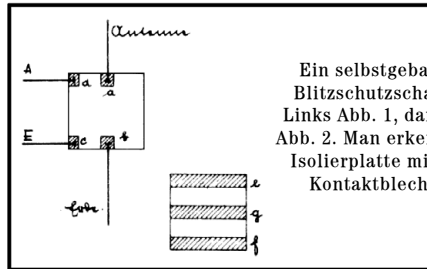 Antenne
A
d
a
E
c
b
Erde
e
g
f
Ein selbstgeba
Blitzschutzscha
Links Abb. 1, da
Abb. 2. Man erke
Isolierplatte mi
Kontaktblech